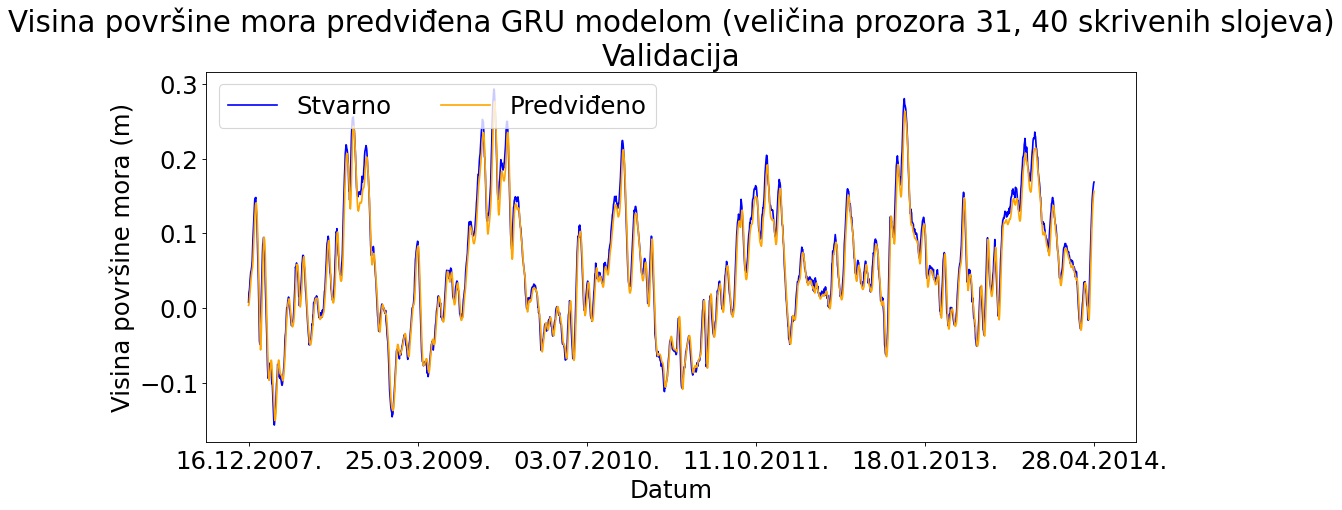 Visina površine mora predviđena GRU modelom (veličina prozora 31, 40 skrivenih slojeva)
Validacija
Stvarno Predviđeno
Visina površine mora (m)
0.3
0.2
0.1
0.0
−0.1
16.12.2007. 25.03.2009. 03.07.2010. 11.10.2011. 18.01.2013. 28.04.2014.
Datum